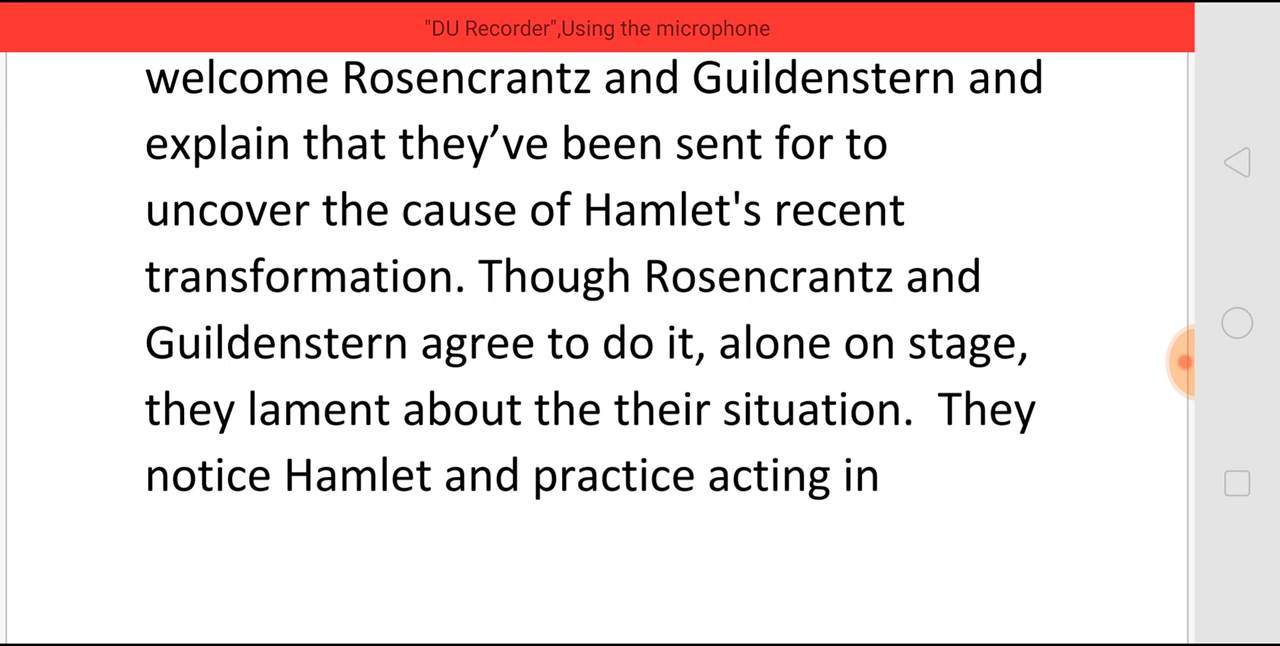 "DU Recorder",Using the microphone
welcome Rosencrantz and Guildenstern and
explain that they’ve been sent for to
uncover the cause of Hamlet's recent
transformation. Though Rosencrantz and
Guildenstern agree to do it, alone on stage,
they lament about the their situation.  They
notice Hamlet and practice acting in